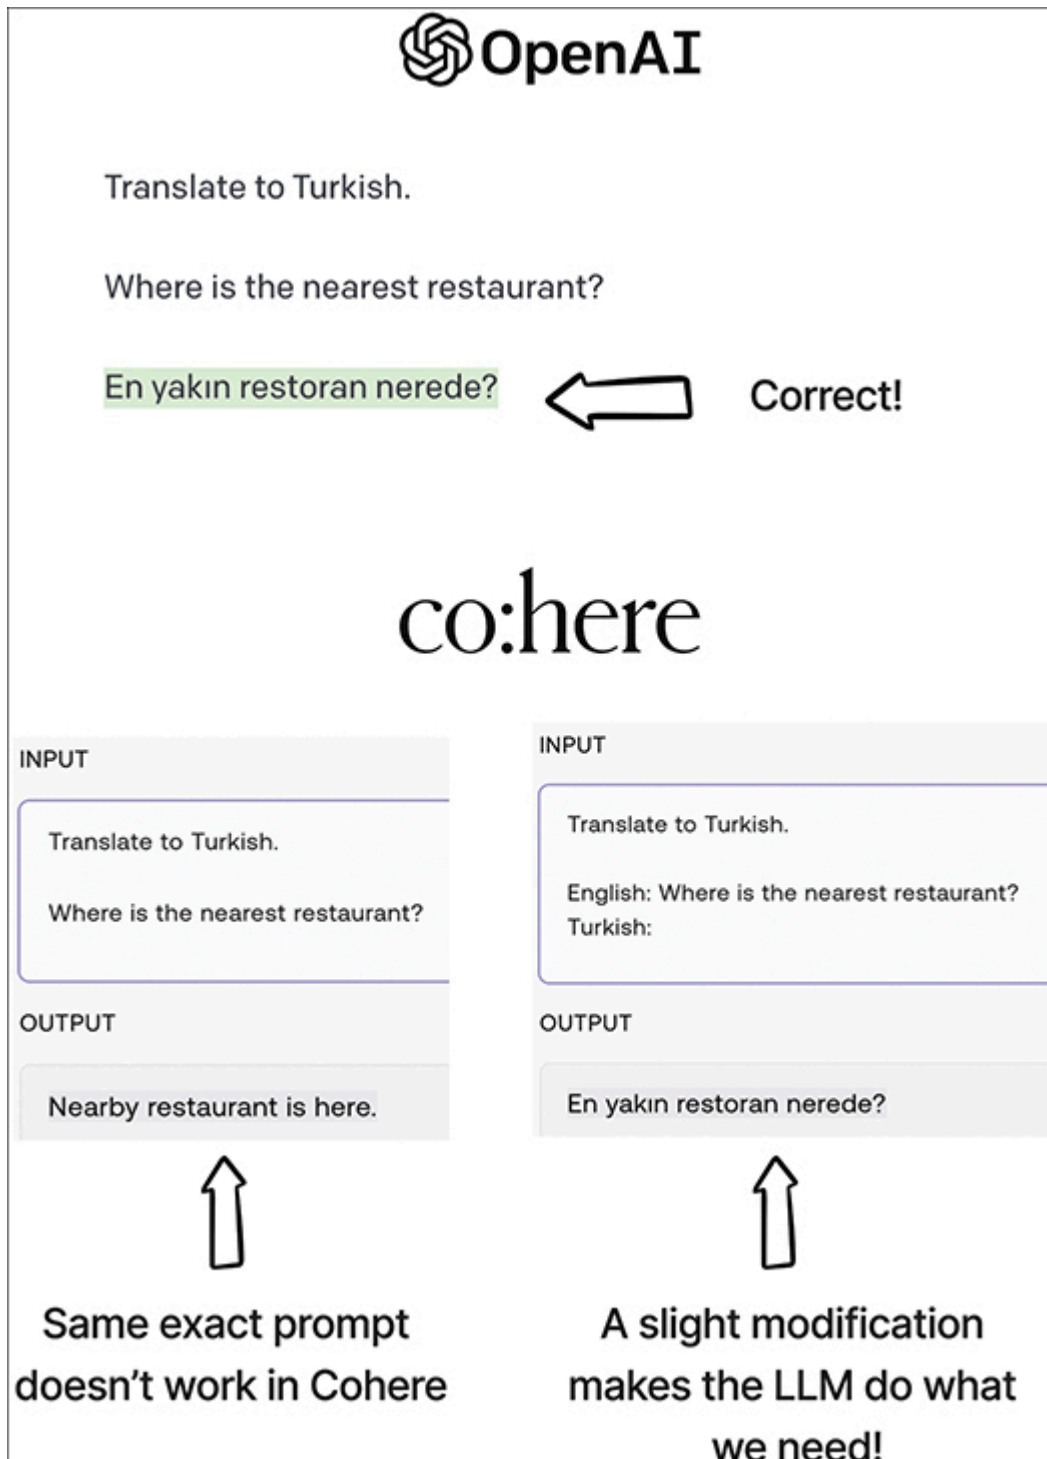 OpenAI
Translate to Turkish.
Where is the nearest restaurant?
En yakın restoran nerede?
Correct!
co:here
INPUT
Translate to Turkish.
Where is the nearest restaurant?
OUTPUT
Nearby restaurant is here.
Same exact prompt
doesn't work in Cohere
INPUT
Translate to Turkish.
English: Where is the nearest restaurant?
Turkish:
OUTPUT
En yakın restoran nerede?
A slight modification
makes the LLM do what
we need!